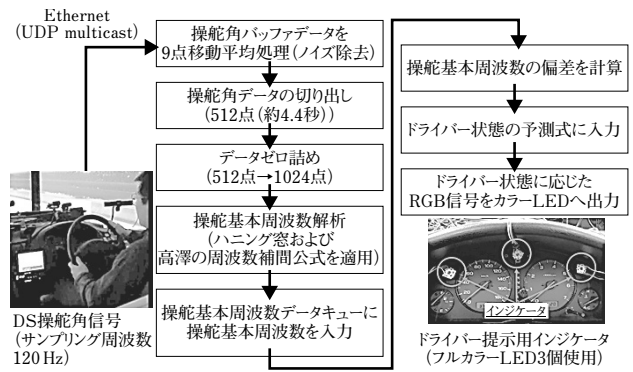 Ethernet
(UDP multicast)
操舵角バッファデータを
9点移動平均処理(ノイズ除去)
操舵角データの切り出し
(512点(約4.4秒))
データゼロ詰め
(512点→1024点)
操舵基本周波数解析
(ハニング窓および
高澤の周波数補間公式を適用)
操舵基本周波数データキューに
操舵基本周波数を入力
DS操舵角信号
(サンプリング周波数
120 Hz)
操舵基本周波数の偏差を計算
ドライバー状態の予測式に入力
ドライバー状態に応じた
RGB信号をカラーLEDへ出力
インジケータ
ドライバー提示用インジケータ
(フルカラーLED3個使用)